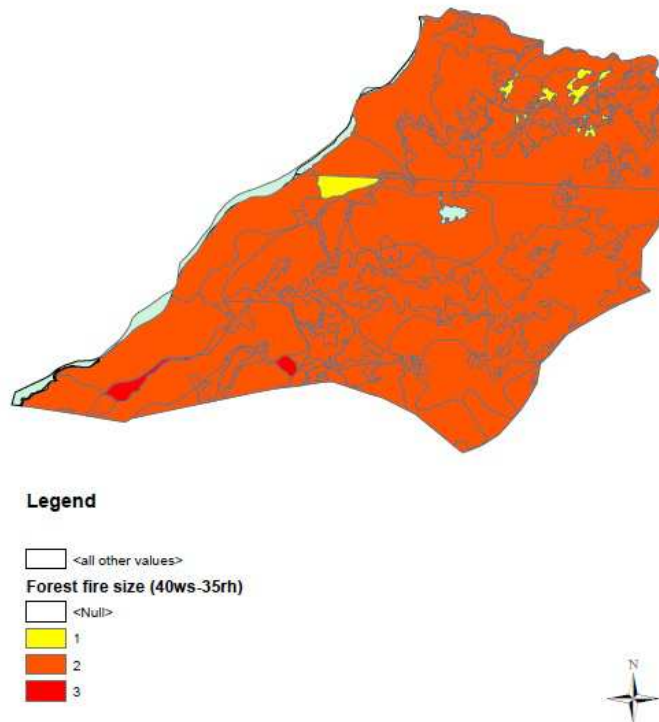 Legend
<all other values>
Forest fire size (40ws-35rh)
<Null>
1
2
3
N